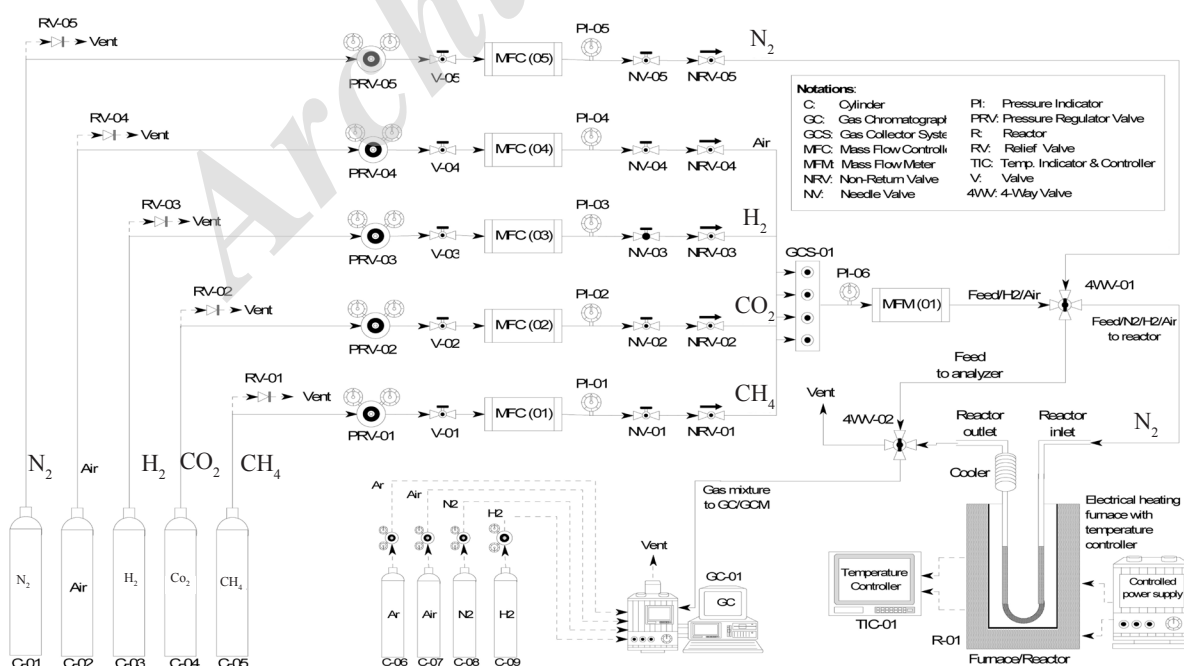 Arch
RV-05
Vent
PRV-05
V-05
MFC (05)
PI-05
NV-05
NRV-05
N2
RV-04
Vent
PRV-04
V-04
MFC (04)
PI-04
NV-04
NRV-04
Air
RV-03
Vent
PRV-03
V-03
MFC (03)
PI-03
NV-03
NRV-03
H2
RV-02
Vent
PRV-02
V-02
MFC (02)
PI-02
NV-02
NRV-02
CO2
RV-01
Vent
PRV-01
V-01
MFC (01)
PI-01
NV-01
NRV-01
CH4
Notations:
C: Cylinder
GC: Gas Chromatograph
GCS: Gas Collector Syste
MFC: Mass Flow Controlle
MFM: Mass Flow Meter
NRV: Non-Return Valve
NV: Needle Valve
PI: Pressure Indicator
PRV: Pressure Regulator Valve
R: Reactor
RV: Relief Valve
TIC: Temp. Indicator & Controller
V: Valve
4WV: 4-Way Valve
GCS-01
PI-06
MFM (01)
Feed/H2/Air
4WV-01
Feed/N2/H2/Air
to reactor
Feed
to analyzer
Vent
4WV-02
Reactor
outlet
Reactor
inlet
N2
Cooler
Gas mixture
to GC/GCM
Electrical heating
furnace with
temperature
controller
Temperature
Controller
TIC-01
Controlled
power supply
R-01
Furnace/Reactor
N2
Air
H2
CO2
CH4
N2
Air
H2
Co2
CH4
C-01
C-02
C-03
C-04
C-05
Ar
Air
N2
H2
Ar
Air
N2
H2
C-06
C-07
C-08
C-09
Vent
GC-01
GC